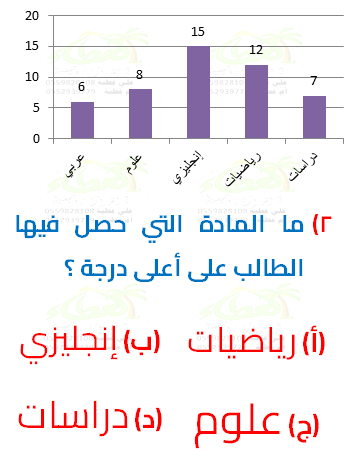 20
15
10
5
0
6
8
15
12
7
عربي
علوم
إنجليزي
رياضيات
دراسات
٢) ما المادة التي حصل فيها
الطالب على أعلى درجة ؟
(أ) رياضيات (ب) إنجليزي
(ج) علوم (د) دراسات